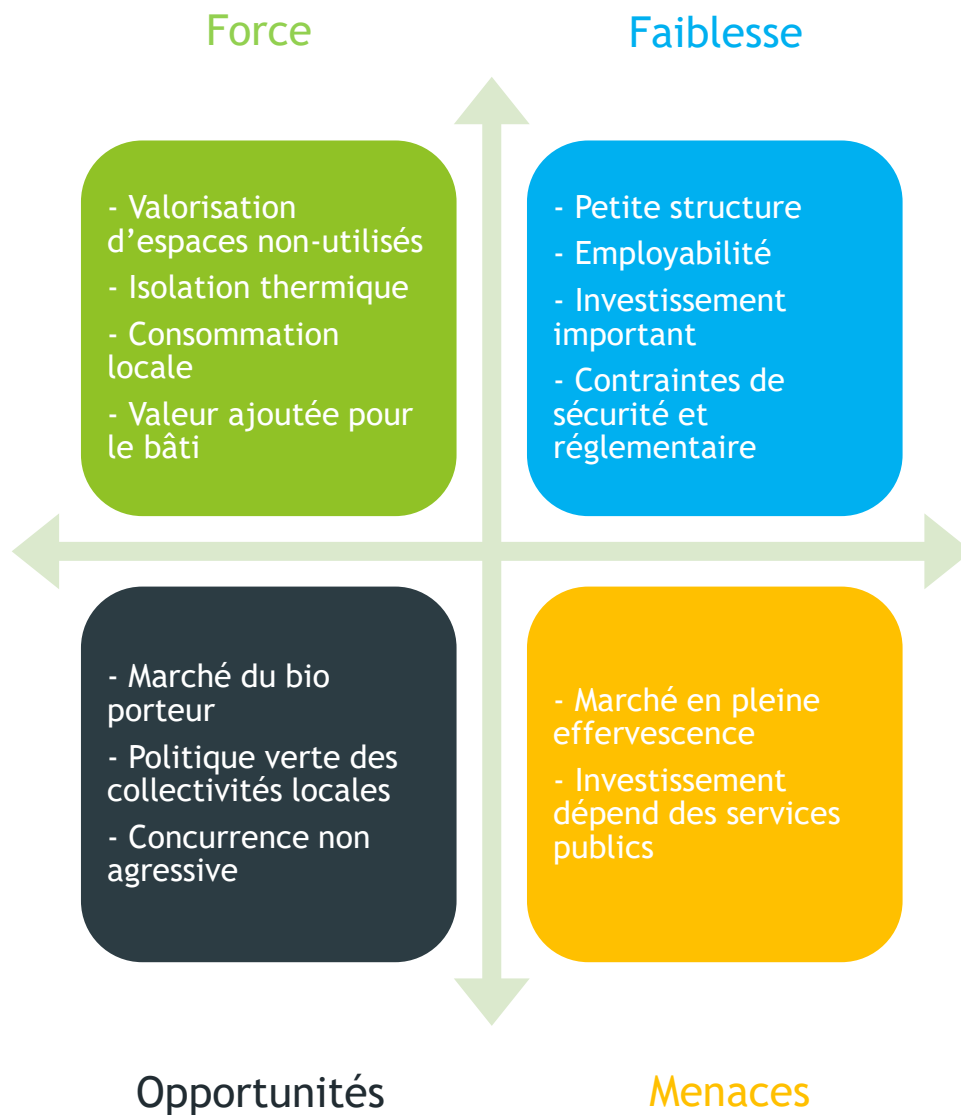 Force
Faiblesse
- Valorisation
d’espaces non-utilisés
- Isolation thermique
- Consommation
locale
- Valeur ajoutée pour
le bâti
- Petite structure
- Employabilité
- Investissement
important
- Contraintes de
sécurité et
réglementaire
- Marché du bio
porteur
- Politique verte des
collectivités locales
- Concurrence non
agressive
- Marché en pleine
effervescence
- Investissement
dépend des services
publics
Opportunités
Menaces